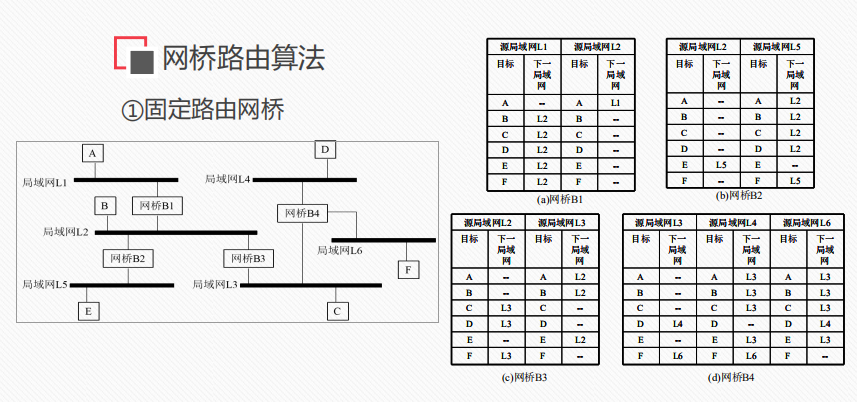 网桥路由算法
①固定路由网桥
A
D
局域网L1
局域网L4
B
网桥B1
网桥B4
局域网L2
局域网L6
网桥B2
网桥B3
F
局域网L5
局域网L3
E
C
源局域网L1 源局域网L2
目标 下一局域网 目标 下一局域网
A -- A L1
B L2 B --
C L2 C --
D L2 D --
E L2 E --
F L2 F --
(a)网桥B1
源局域网L2 源局域网L5
目标 下一局域网 目标 下一局域网
A -- A L2
B -- B L2
C -- C L2
D -- D L2
E L5 E --
F -- F L5
(b)网桥B2
源局域网L2 源局域网L3
目标 下一局域网 目标 下一局域网
A -- A L2
B -- B L2
C L3 C --
D L3 D --
E -- E L2
F L3 F --
(c)网桥B3
源局域网L3 源局域网L4 源局域网L6
目标 下一局域网 目标 下一局域网 目标 下一局域网
A -- A L3 A L3
B -- B L3 B L3
C -- C L3 C L3
D L4 D -- D L4
E -- E L3 E L3
F L6 F L6 F --
(d)网桥B4